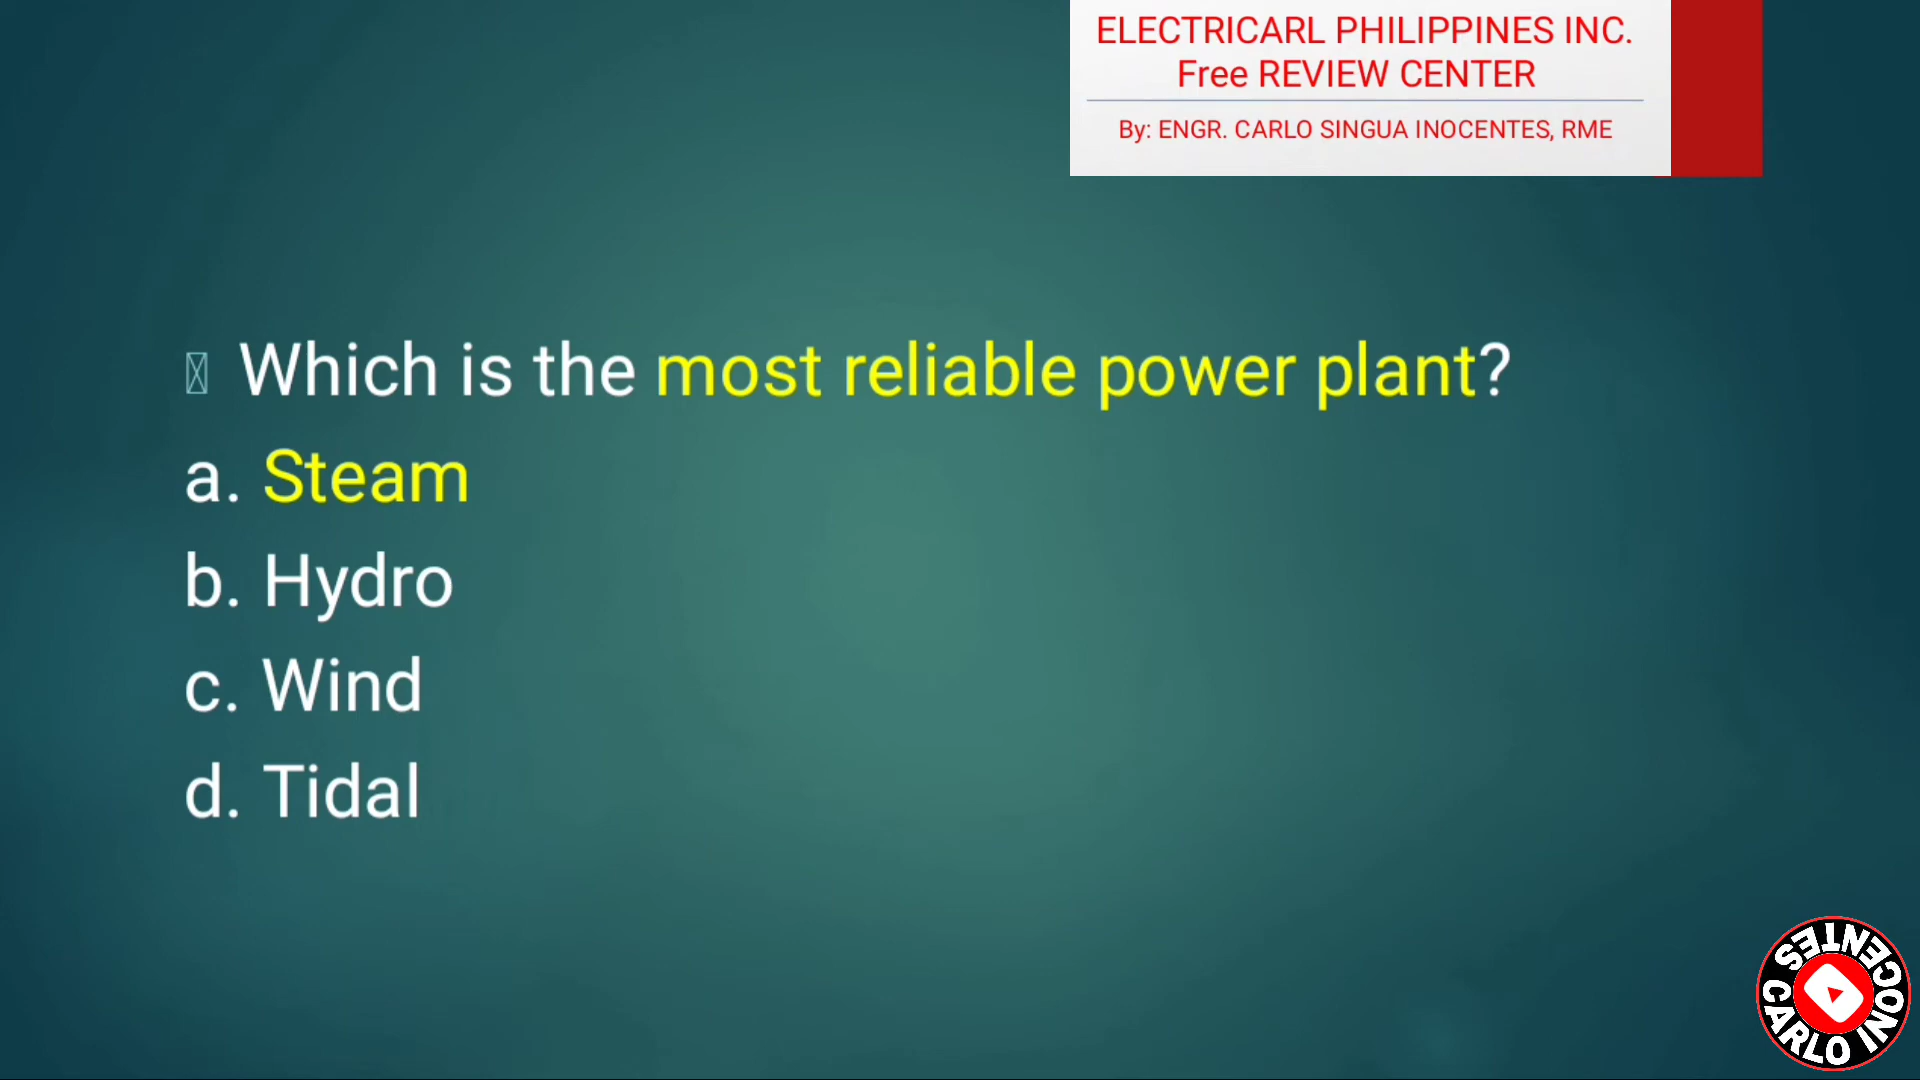 ELECTRICARL PHILIPPINES INC.
Free REVIEW CENTER
By: ENGR. CARLO SINGUA INOCENTES, RME
Which is the most reliable power plant?
a. Steam
b. Hydro
c. Wind
d. Tidal
CARLO INOCENTES